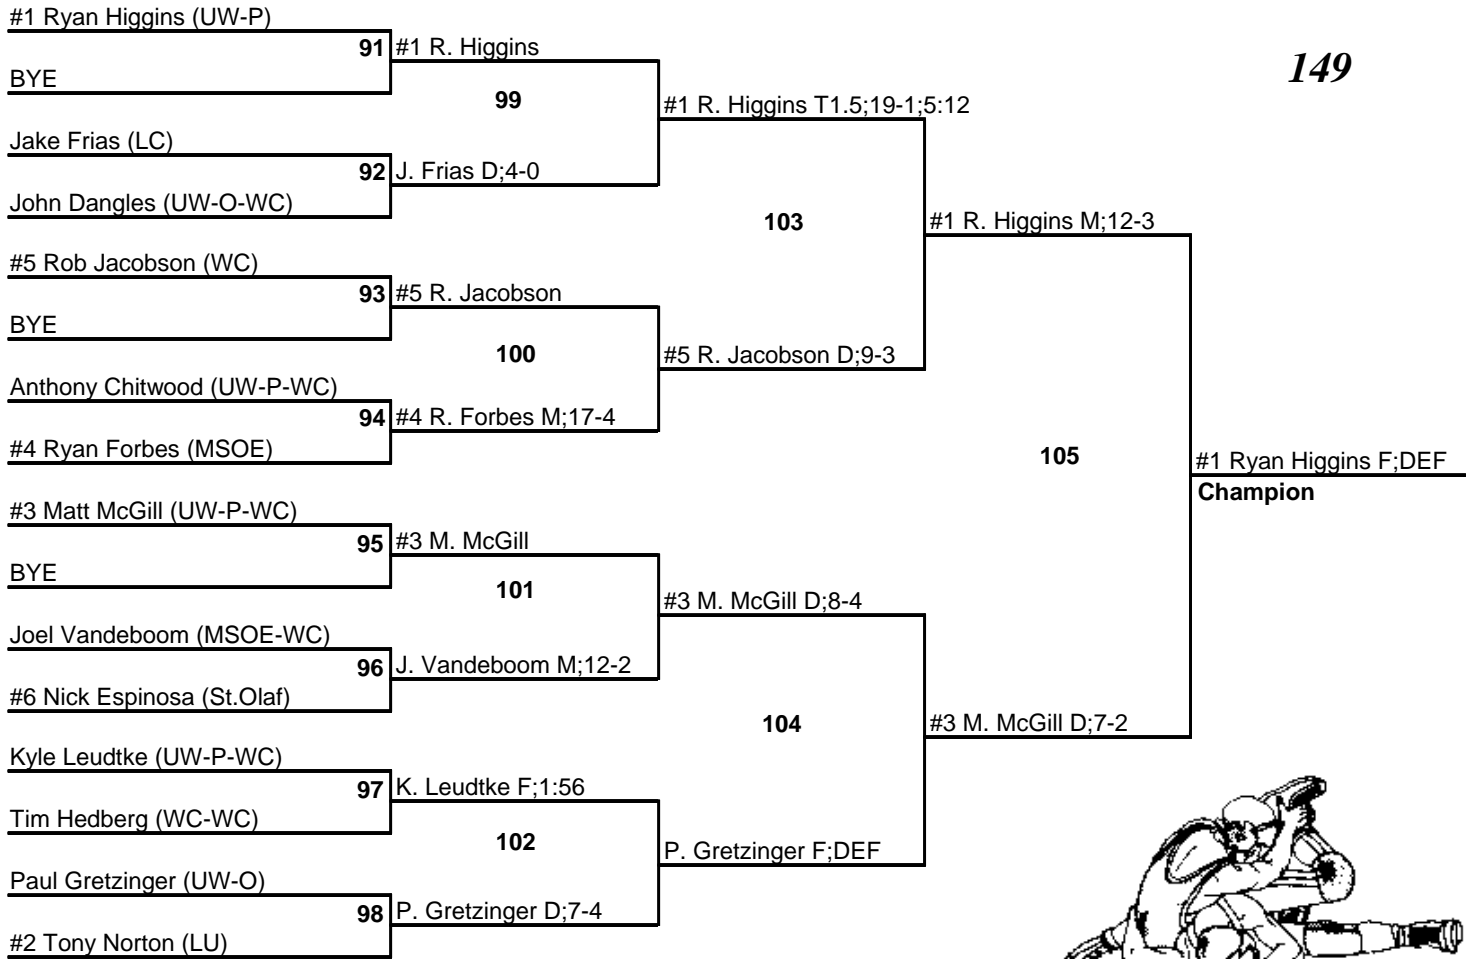 #1 Ryan Higgins (UW-P)
91
#1 R. Higgins
149
BYE
99
#1 R. Higgins T1.5;19-1;5:12
Jake Frias (LC)
92
J. Frias D;4-0
John Dangles (UW-O-WC)
103
#1 R. Higgins M;12-3
#5 Rob Jacobson (WC)
93
#5 R. Jacobson
BYE
100
#5 R. Jacobson D;9-3
Anthony Chitwood (UW-P-WC)
94
#4 R. Forbes M;17-4
#4 Ryan Forbes (MSOE)
105
#1 Ryan Higgins F;DEF
Champion
#3 Matt McGill (UW-P-WC)
95
#3 M. McGill
BYE
101
#3 M. McGill D;8-4
Joel Vandeboom (MSOE-WC)
96
J. Vandeboom M;12-2
#6 Nick Espinosa (St.Olaf)
104
#3 M. McGill D;7-2
Kyle Leudtke (UW-P-WC)
97
K. Leudtke F;1:56
Tim Hedberg (WC-WC)
102
P. Gretzinger F;DEF
Paul Gretzinger (UW-O)
98
P. Gretzinger D;7-4
#2 Tony Norton (LU)